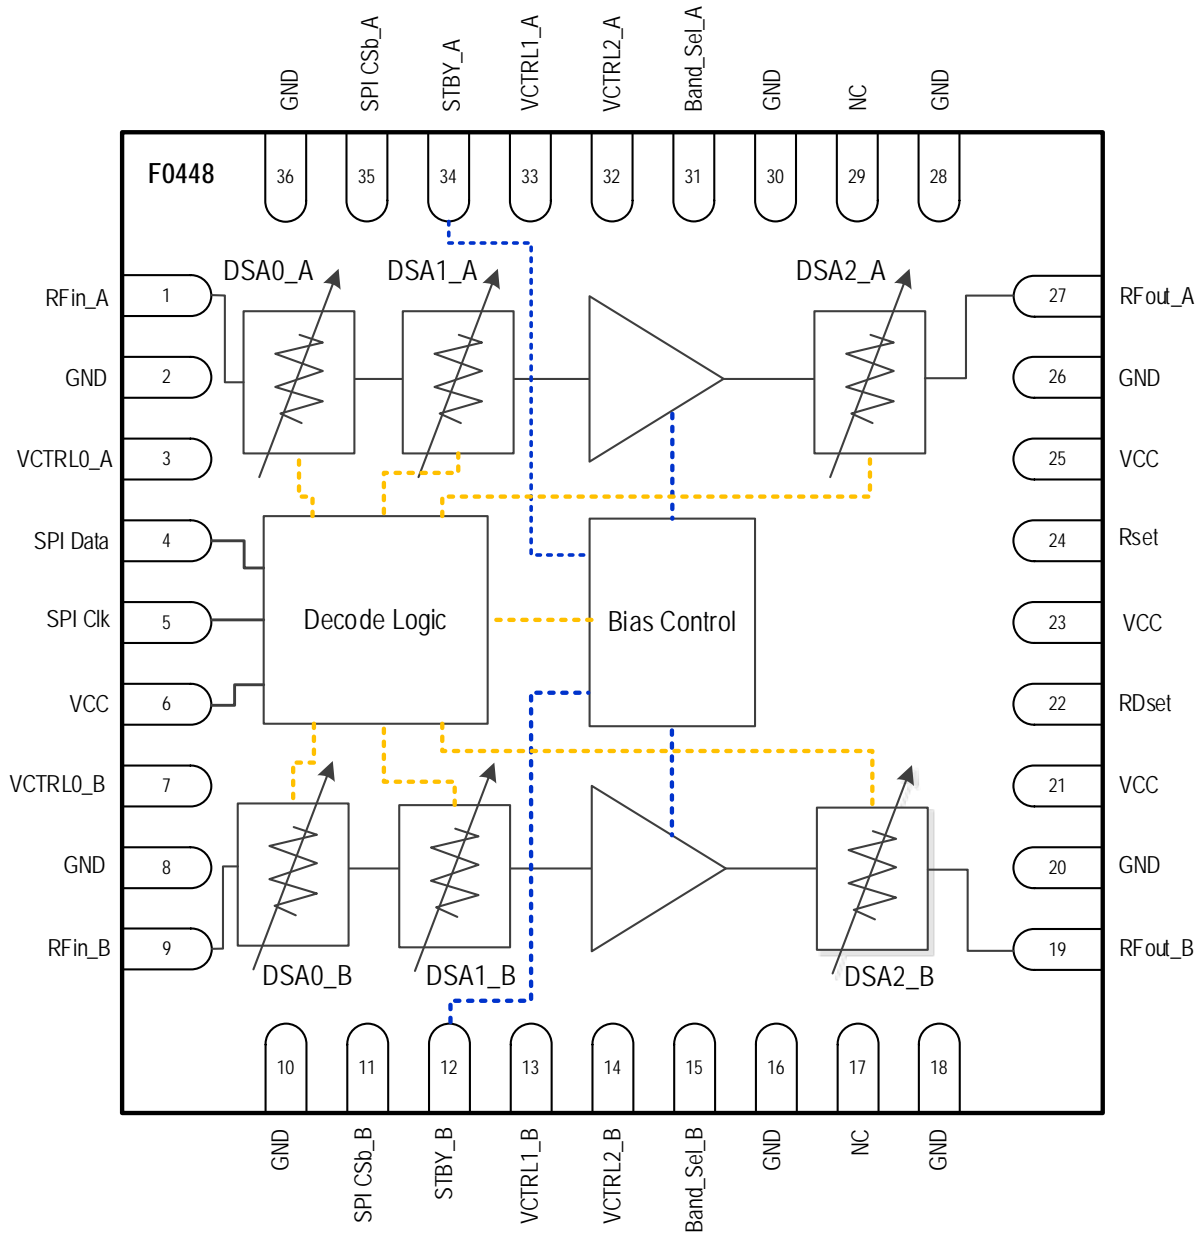 GND
SPI CSb_A
STBY_A
VCTRL1_A
VCTRL2_A
Band_Sel_A
GND
NC
GND
F0448
36
35
34
33
32
31
30
29
28
DSA0_A
DSA1_A
DSA2_A
RFin_A
1
27
RFout_A
GND
2
26
GND
VCTRL0_A
3
25
VCC
SPI Data
4
24
Rset
SPI Clk
5
Decode Logic
Bias Control
23
VCC
VCC
6
22
RDset
VCTRL0_B
7
21
VCC
GND
8
20
GND
RFin_B
9
19
RFout_B
DSA0_B
DSA1_B
DSA2_B
10
11
12
13
14
15
16
17
18
GND
SPI CSb_B
STBY_B
VCTRL1_B
VCTRL2_B
Band_Sel_B
GND
NC
GND